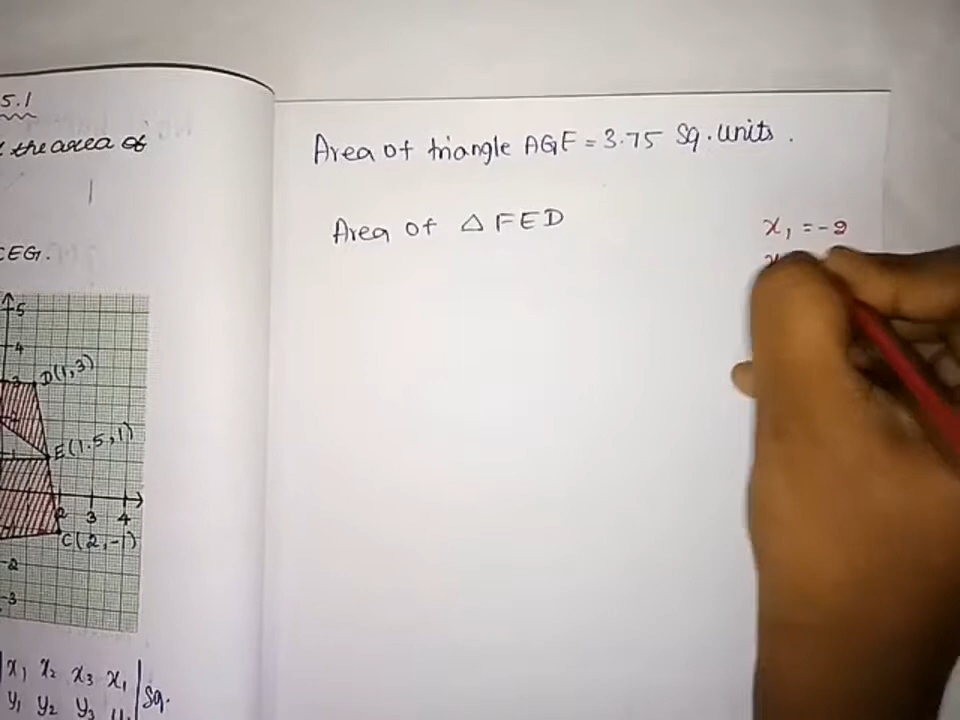 5.1
the area of
CEG.
5
4
3
D(1,3)
E(1.5,1)
2 3 4
C(2,-1)
-2
-3
x1 x2 x3 x1
y1 y2 y3
Sq.
Area of triangle AGF = 3.75 Sq. units.
Area of △ FED
x1 = -2